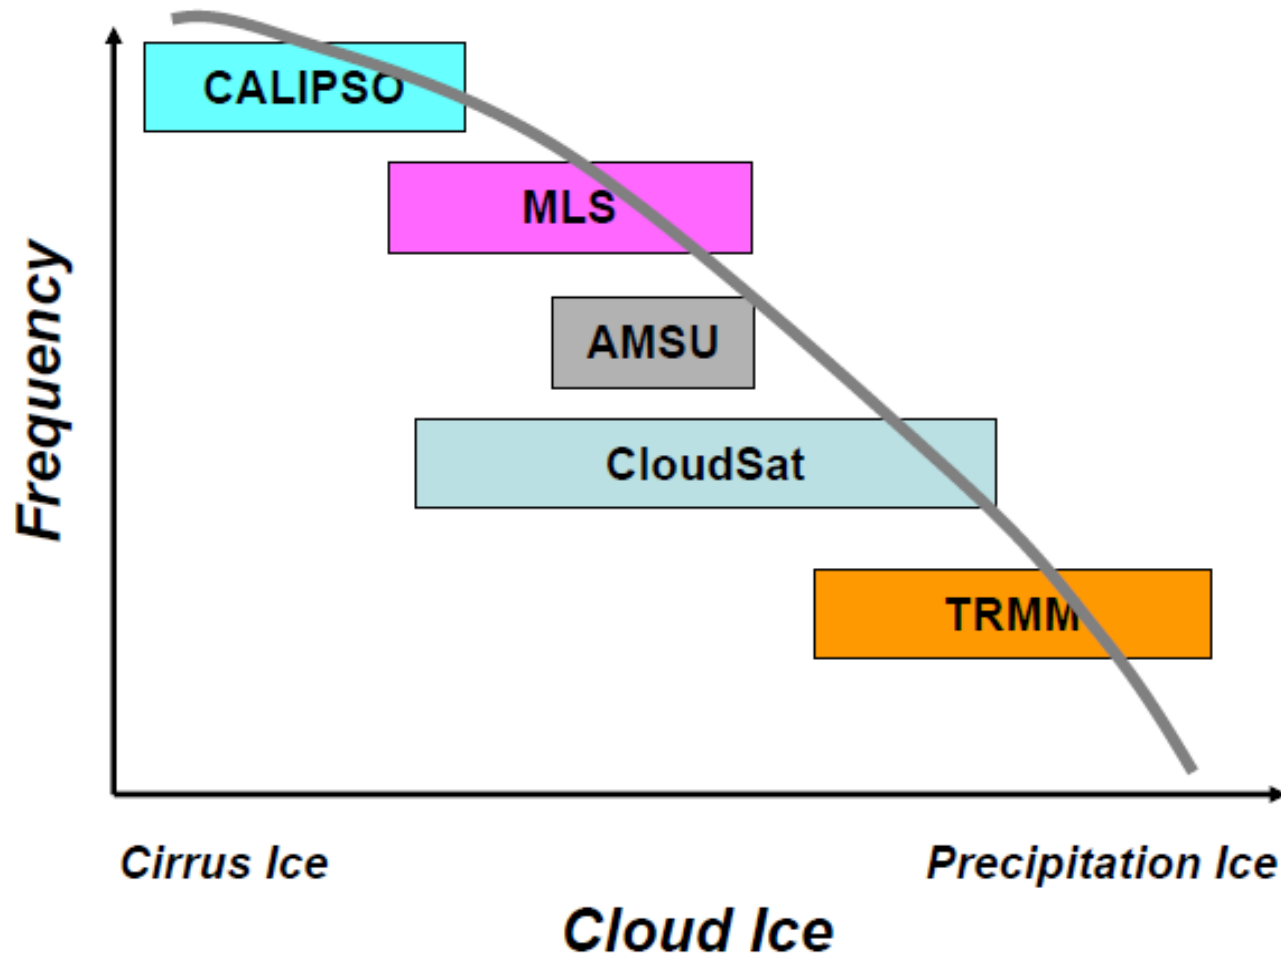 CALIPSO
MLS
AMSU
CloudSat
TRMM
Frequency
Cirrus Ice
Precipitation Ice
Cloud Ice